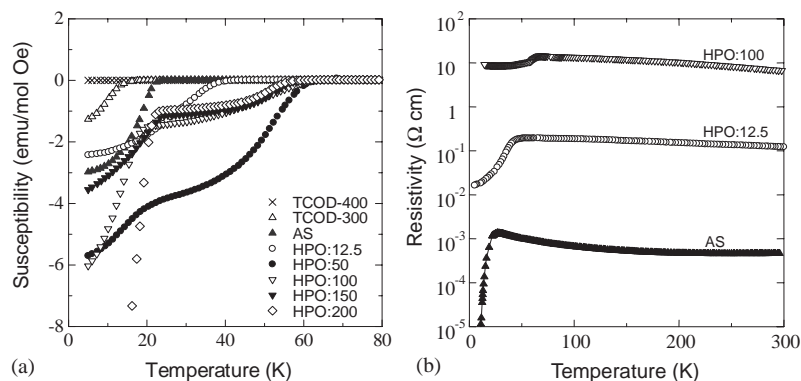 2
0
-2
-4
-6
-8
Susceptibility (emu/mol Oe)
TCOD-400
TCOD-300
AS
HPO:12.5
HPO:50
HPO:100
HPO:150
HPO:200
0 20 40 60 80
Temperature (K)
(a)
10²
10
1
10⁻¹
10⁻²
10⁻³
10⁻⁴
10⁻⁵
Resistivity (Ω cm)
HPO:100
HPO:12.5
AS
0 100 200 300
Temperature (K)
(b)